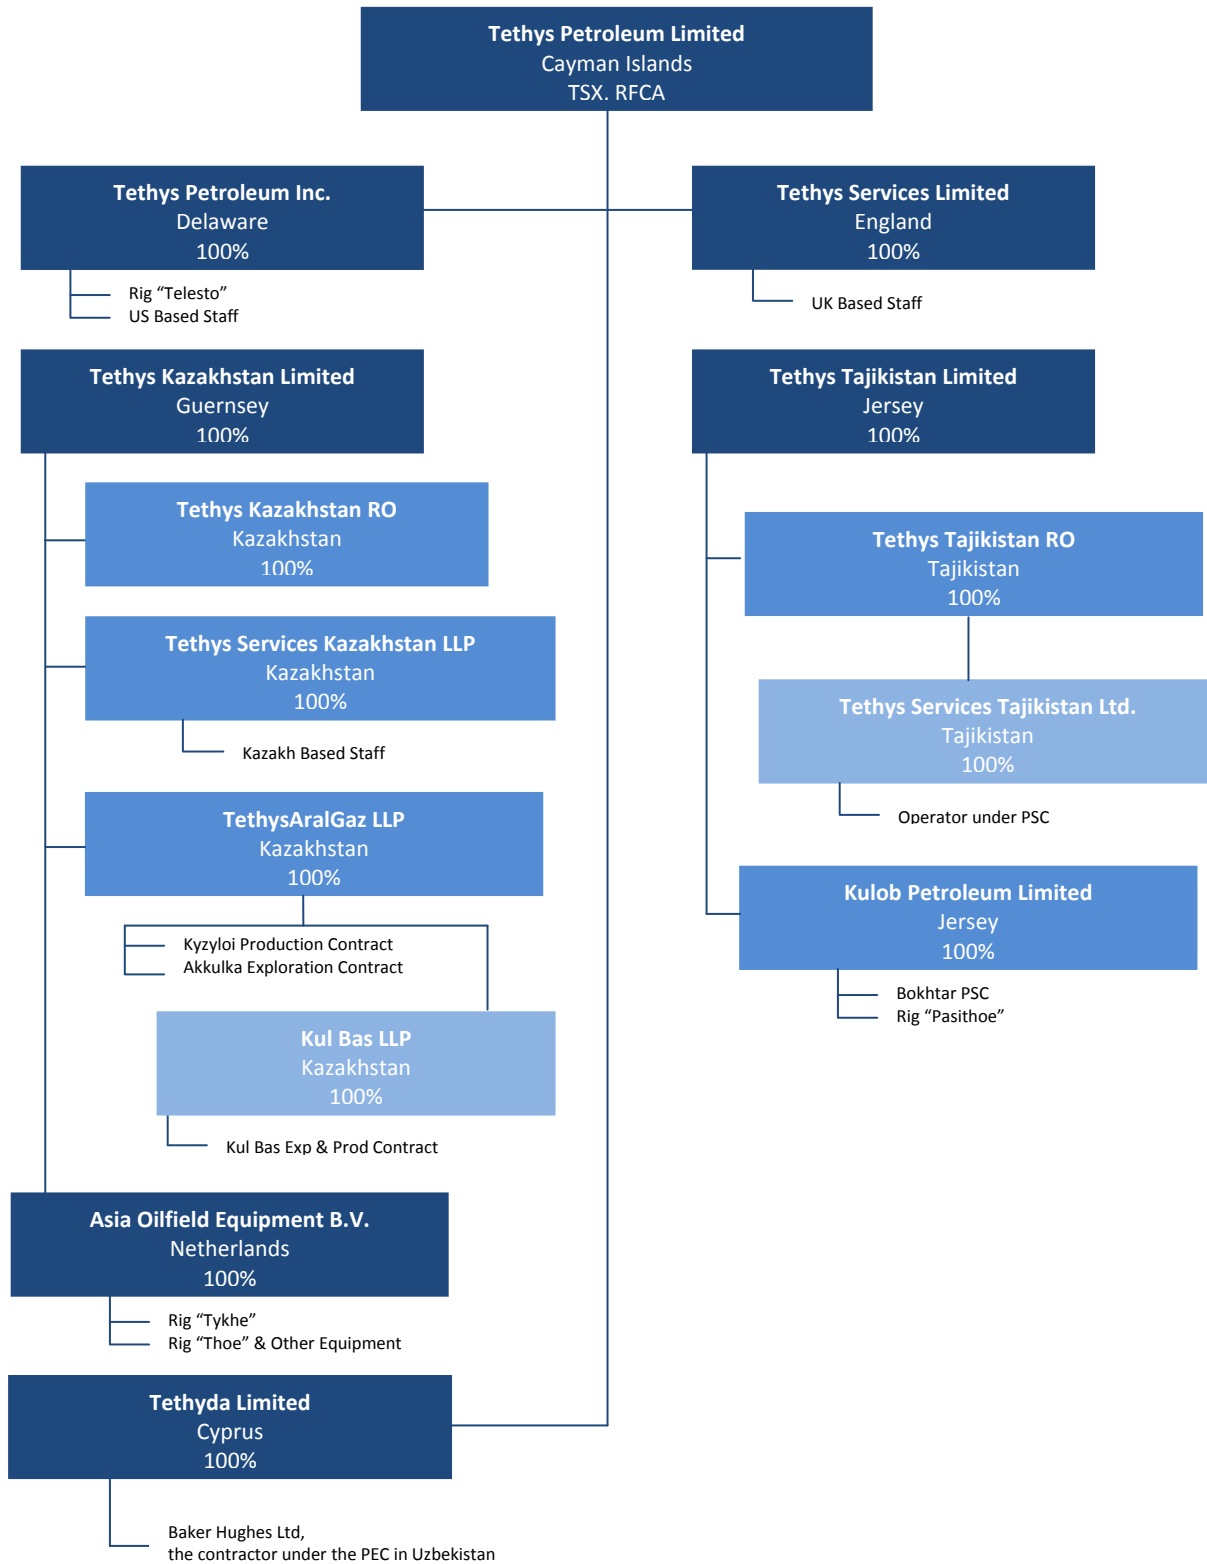 Tethys Petroleum Limited
Cayman Islands
TSX. RFCA
Tethys Petroleum Inc.
Delaware
100%
Rig “Telesto”
US Based Staff
Tethys Services Limited
England
100%
UK Based Staff
Tethys Kazakhstan Limited
Guernsey
100%
Tethys Kazakhstan RO
Kazakhstan
100%
Tethys Services Kazakhstan LLP
Kazakhstan
100%
Kazakh Based Staff
TethysAralGaz LLP
Kazakhstan
100%
Kyzyloi Production Contract
Akkulka Exploration Contract
Kul Bas LLP
Kazakhstan
100%
Kul Bas Exp & Prod Contract
Asia Oilfield Equipment B.V.
Netherlands
100%
Rig “Tykhe”
Rig “Thoe” & Other Equipment
Tethyda Limited
Cyprus
100%
Baker Hughes Ltd,
the contractor under the PEC in Uzbekistan
Tethys Tajikistan Limited
Jersey
100%
Tethys Tajikistan RO
Tajikistan
100%
Tethys Services Tajikistan Ltd.
Tajikistan
100%
Operator under PSC
Kulob Petroleum Limited
Jersey
100%
Bokhtar PSC
Rig “Pasithoe”